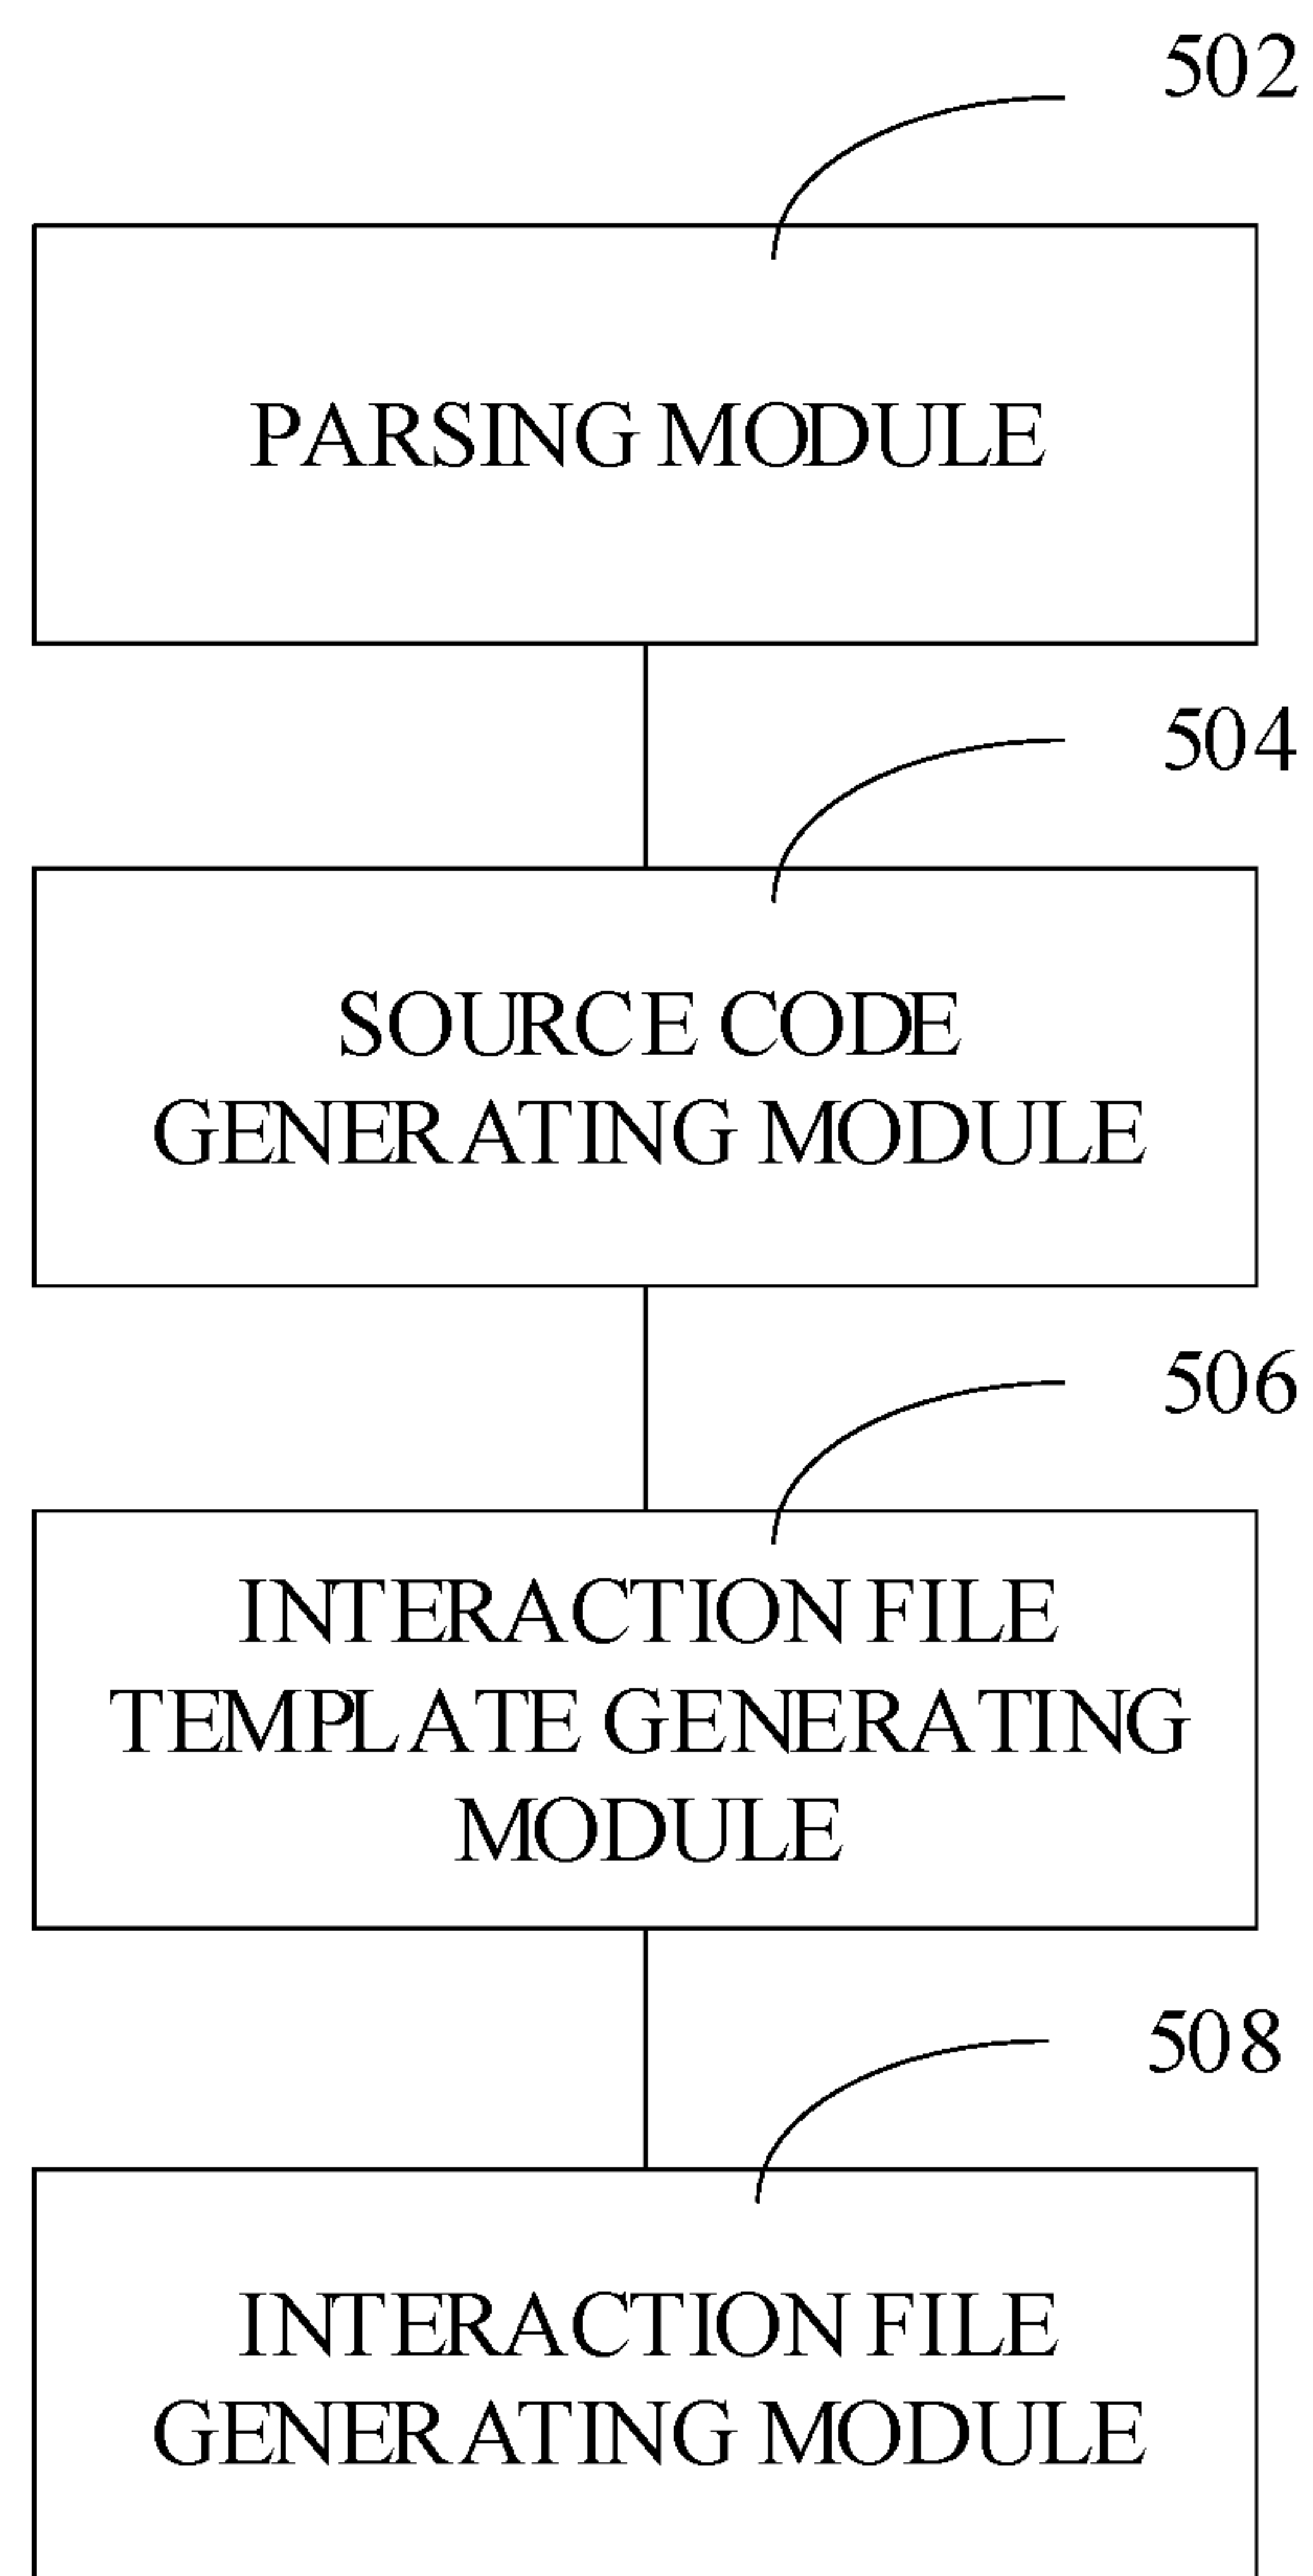 502
PARSING MODULE
504
SOURCE CODE
GENERATING MODULE
506
INTERACTION FILE
TEMPLATE GENERATING
MODULE
508
INTERACTION FILE
GENERATING MODULE